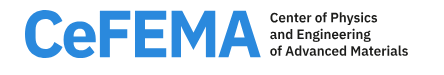 CeFEMA
Center of Physics
and Engineering
of Advanced Materials